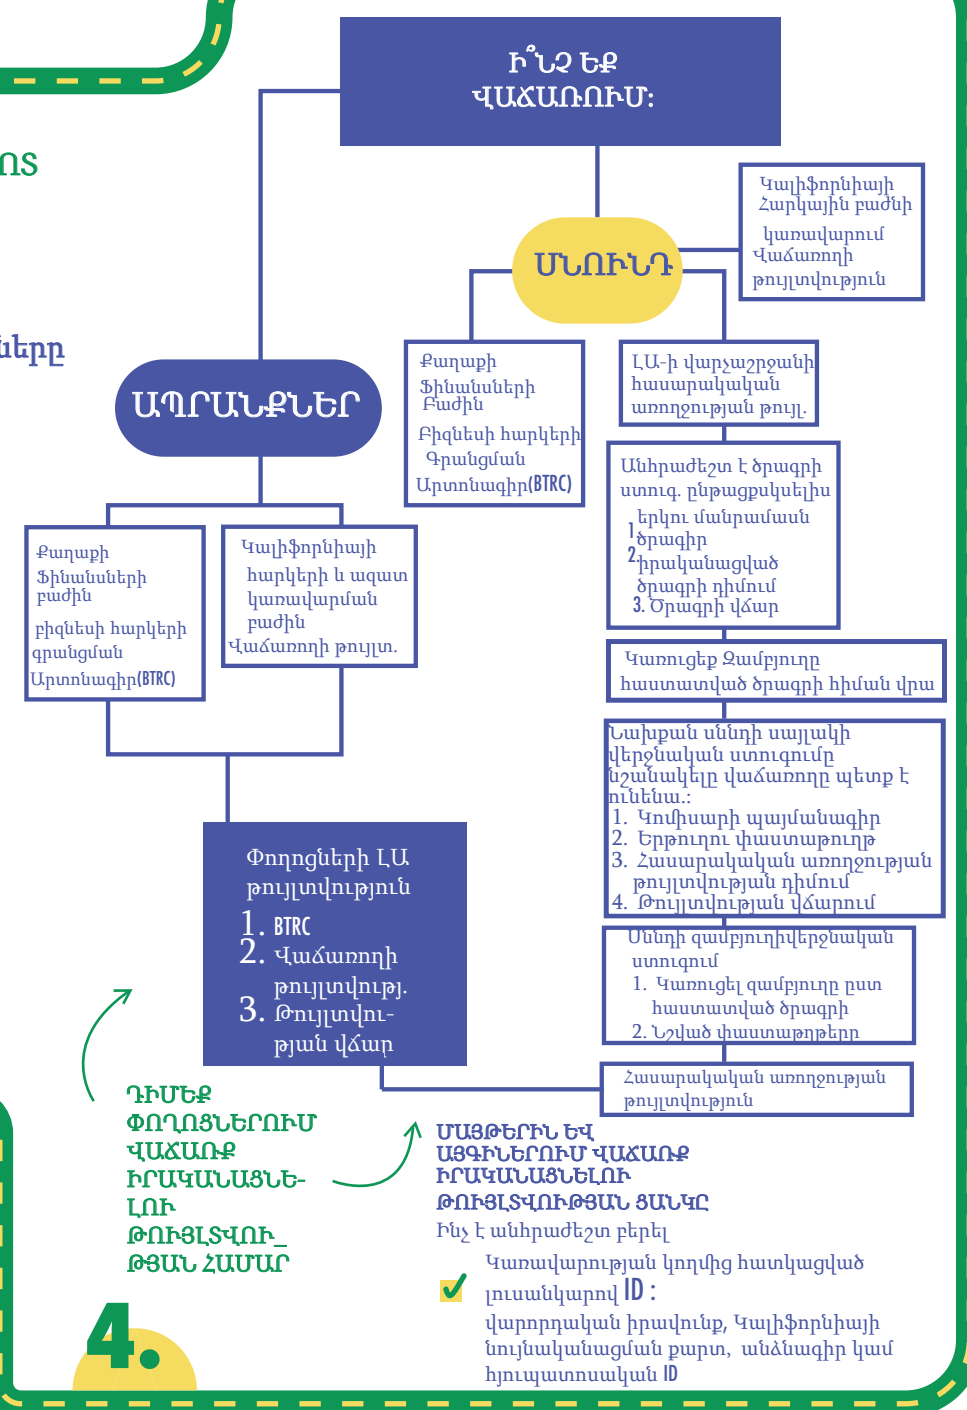 Ի՞ՆՉ ԵՔ
ՎԱՃԱՌՈՒՄ:
ՈՏ
ները
Կալիֆորնիայի
Հարկային բաժնի
կառավարում
Վաճառողի
թույլտվություն
ՍՆՈՒՆԴ
ԱՊՐԱՆՔՆԵՐ
Քաղաքի
Ֆինանսների
Բաժին
Բիզնեսի հարկերի
Գրանցման
Արտոնագիր(BTRC)
ԼԱ-ի վարչաշրջանի
հասարակական
առողջության թույլ.
Անհրաժեշտ է ծրագրի
ստուգ. ընթացքսկսելիս
1 երկու մանրամասն
ծրագիր
2. իրականացված
ծրագրի դիմում
3. Ծրագրի վճար
Կառուցեք Զամբյուղը
հաստատված ծրագրի հիման վրա
Նախքան սննդի սայլակի
վերջնական ստուգումը
նշանակելը վաճառողը պետք է
ունենա.:
1. Կոմիսարի պայմանագիր
2. Երթուղու փաստաթուղթ
3. Հասարակական առողջության
թույլտվության դիմում
4. Թույլտվության վճարում
Սննդի զամբյուղիվերջնական
ստուգում
1. Կառուցել զամբյուղը ըստ
հաստատված ծրագրի
2. Նշված փաստաթղթերը
Հասարակական առողջության
թույլտվություն
Քաղաքի
Ֆինանսների
բաժին
բիզնեսի հարկերի
գրանցման
Արտոնագիր(BTRC)
Կալիֆորնիայի
հարկերի և ազատ
կառավարման
բաժին
Վաճառողի թույլտ.
Փողոցների ԼԱ
թույլտվություն
1. BTRC
2. Վաճառողի
թույլտվությ.
3. Թույլտվու-
թյան վճար
ԴԻՄԵՔ
ՓՈՂՈՑՆԵՐՈՒՄ
ՎԱՃԱՌՔ
ԻՐԱԿԱՆԱՑՆԵ-
ԼՈՒ
ԹՈՒՅԼՏՎՈՒ_
ԹՅԱՆ ՀԱՄԱՐ
ՄԱՅԹԵՐԻՆ ԵՎ
ԱՅԳԻՆԵՐՈՒՄ ՎԱՃԱՌՔ
ԻՐԱԿԱՆԱՑՆԵԼՈՒ
ԹՈՒՅԼՏՎՈՒԹՅԱՆ ՑԱՆԿԸ
Ինչ է անհրաժեշտ բերել
Կառավարության կողմից հատկացված
լուսանկարով ID :
վարորդական իրավունք, Կալիֆորնիայի
նույնականացման քարտ, անձնագիր կամ
հյուպատոսական ID
4.